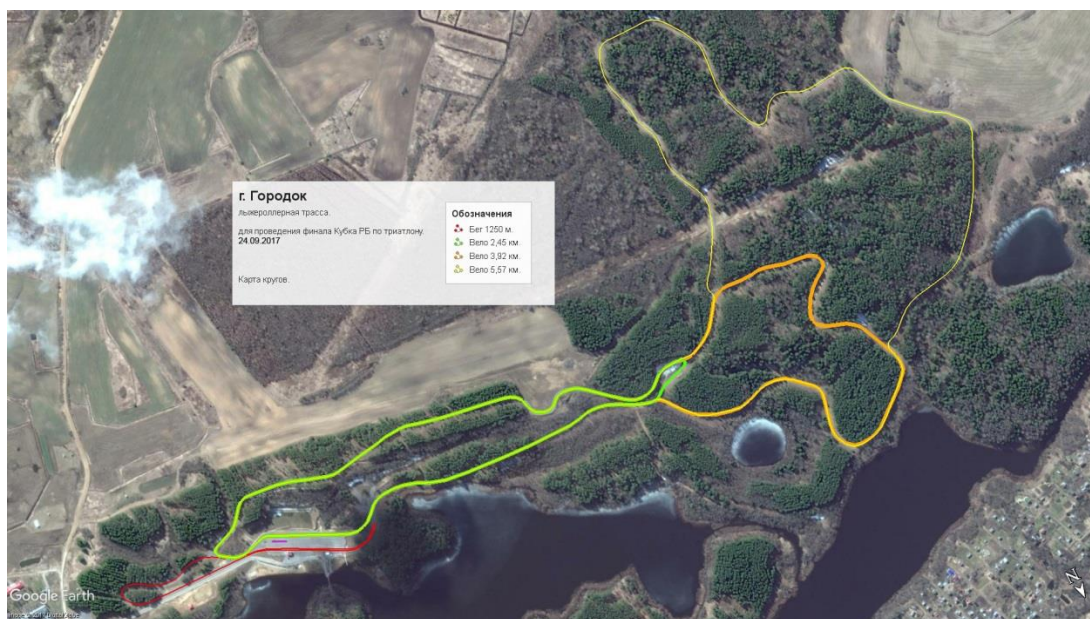 г. Городок
лыжероллерная трасса.
для проведения финала Кубка РБ по триатлону.
24.09.2017
Карта кругов.
Обозначения
Бег 1250 м.
Вело 2,45 км.
Вело 3,92 км.
Вело 5,57 км.
Google Earth
N